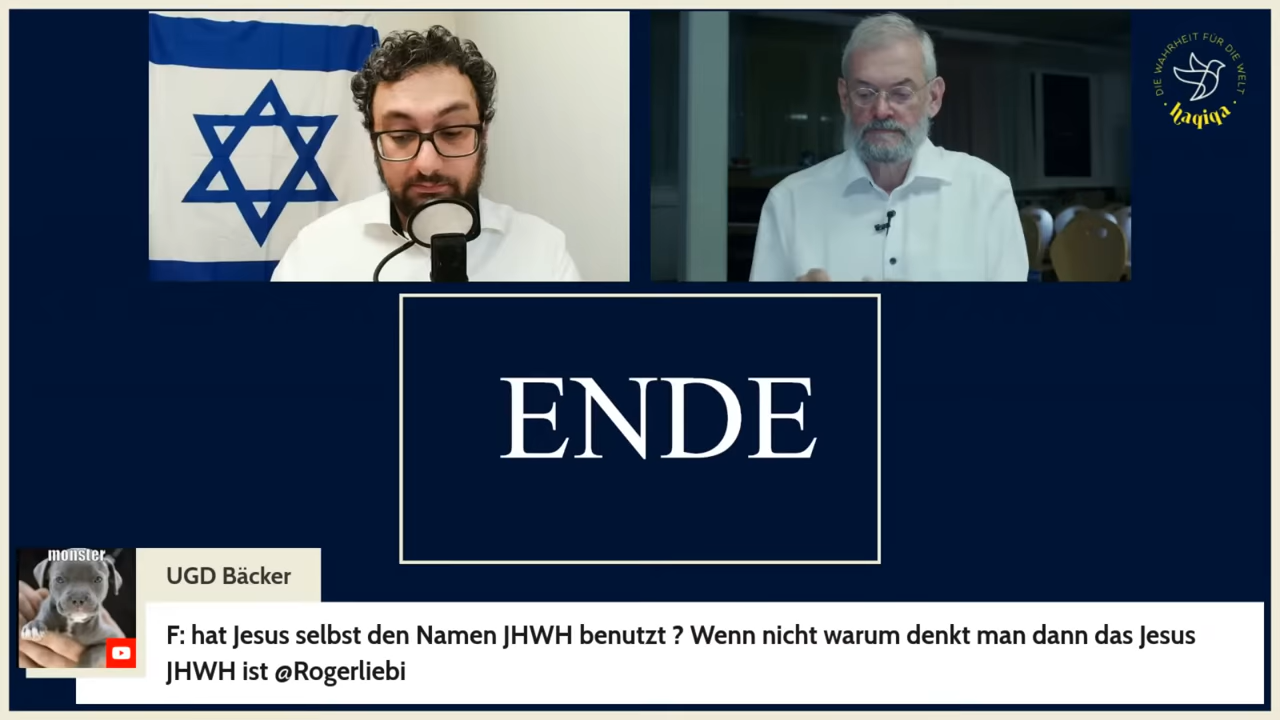 DIE WAHRHEIT FÜR DIE WELT
haqiqa
ENDE
monster
UGD Bäcker
F: hat Jesus selbst den Namen JHWH benutzt ? Wenn nicht warum denkt man dann das Jesus
JHWH ist @Rogerliebi